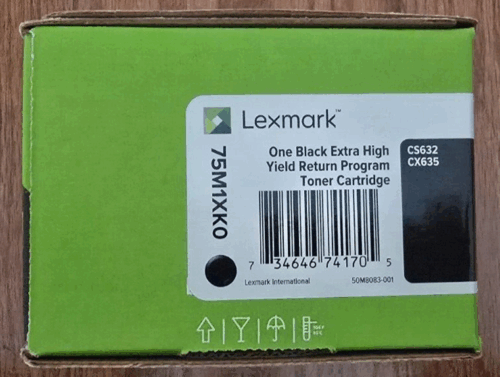 Lexmark™
75M1XK0
One Black Extra High
Yield Return Program
Toner Cartridge
CS632
CX635
7 34646 74170 5
Lexmark International
50M8083-001